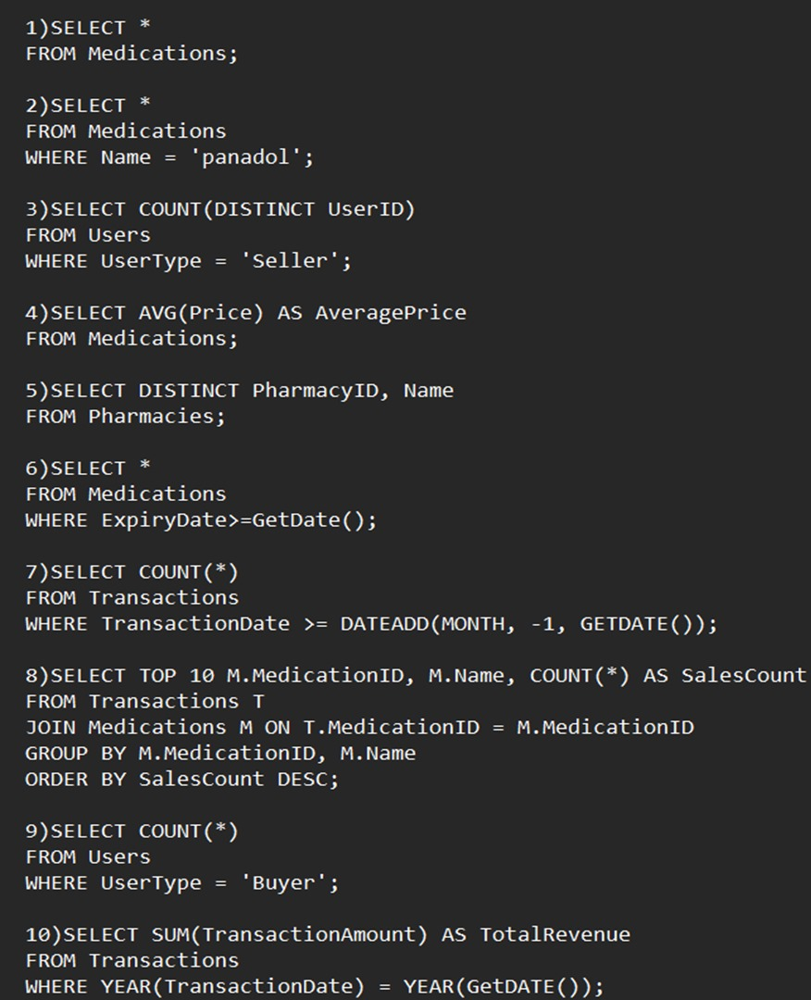 1)SELECT *
FROM Medications;
2)SELECT *
FROM Medications
WHERE Name = 'panadol';
3)SELECT COUNT(DISTINCT UserID)
FROM Users
WHERE UserType = 'Seller';
4)SELECT AVG(Price) AS AveragePrice
FROM Medications;
5)SELECT DISTINCT PharmacyID, Name
FROM Pharmacies;
6)SELECT *
FROM Medications
WHERE ExpiryDate>=GetDate();
7)SELECT COUNT(*)
FROM Transactions
WHERE TransactionDate >= DATEADD(MONTH, -1, GETDATE());
8)SELECT TOP 10 M.MedicationID, M.Name, COUNT(*) AS SalesCount
FROM Transactions T
JOIN Medications M ON T.MedicationID = M.MedicationID
GROUP BY M.MedicationID, M.Name
ORDER BY SalesCount DESC;
9)SELECT COUNT(*)
FROM Users
WHERE UserType = 'Buyer';
10)SELECT SUM(TransactionAmount) AS TotalRevenue
FROM Transactions
WHERE YEAR(TransactionDate) = YEAR(GetDATE());